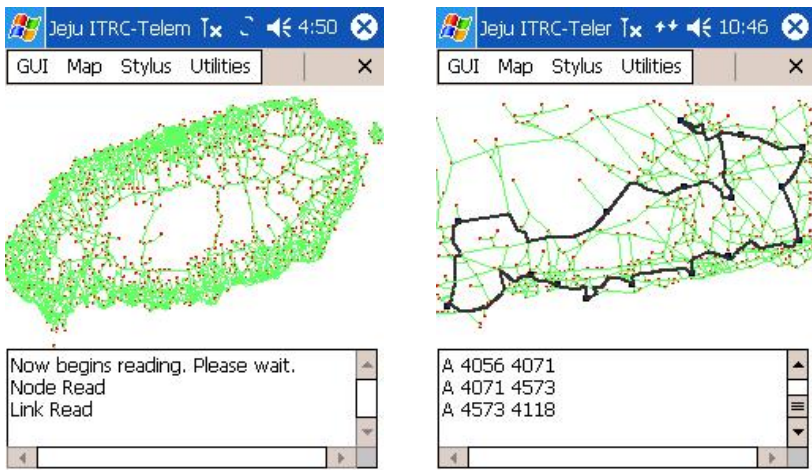 Jeju ITRC-Telem 4:50
GUI Map Stylus Utilities
Now begins reading. Please wait.
Node Read
Link Read
Jeju ITRC-Teler 10:46
GUI Map Stylus Utilities
A 4056 4071
A 4071 4573
A 4573 4118